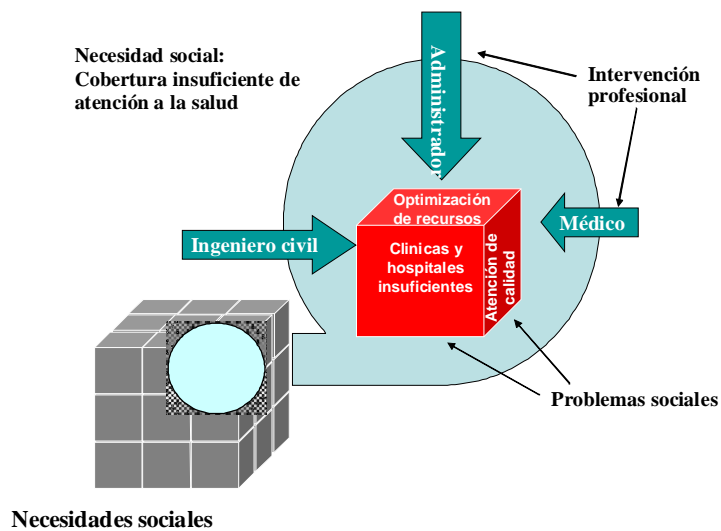 Necesidad social:
Cobertura insuficiente de
atención a la salud
Administrador
Intervención
profesional
Optimización
de recursos
Médico
Ingeniero civil
Clinicas y
hospitales
insuficientes
Atención de
calidad
Problemas sociales
Necesidades sociales